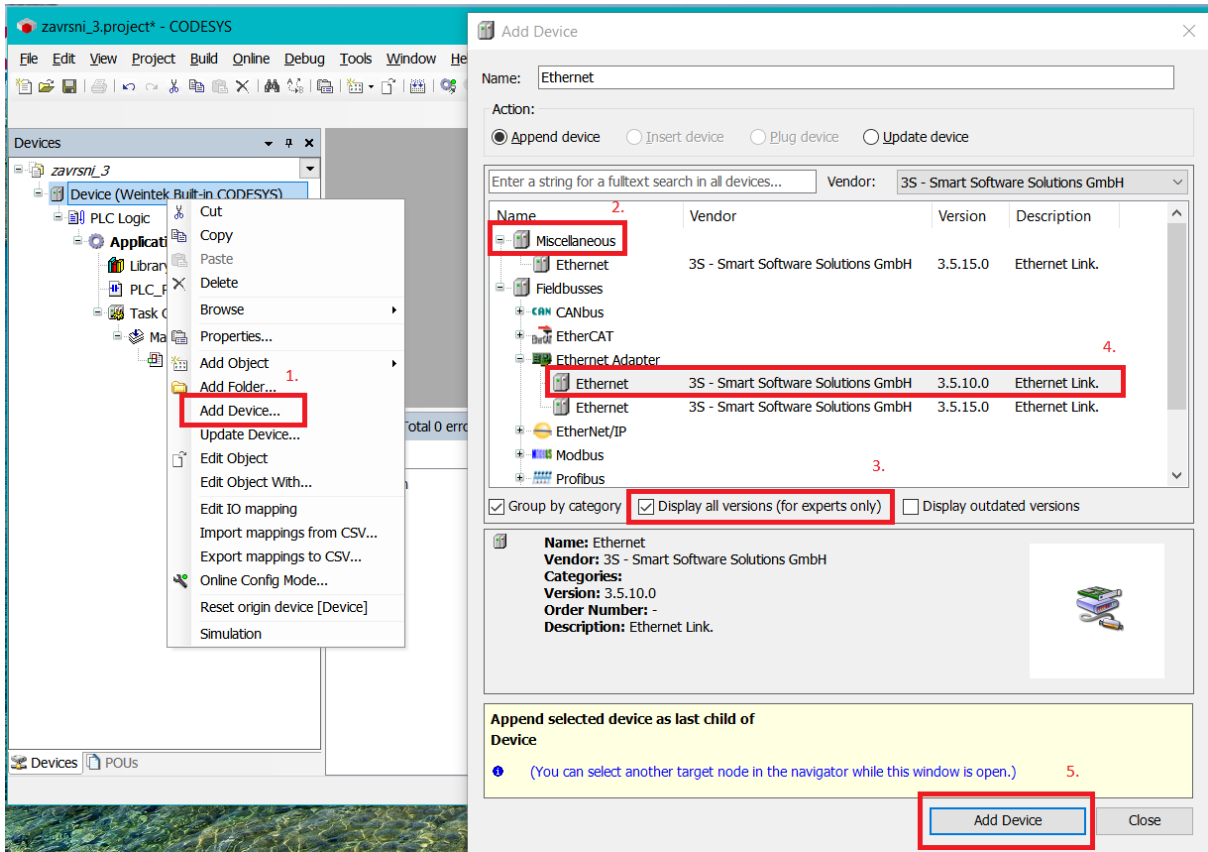 zavrsni_3.project* - CODESYS
File Edit View Project Build Online Debug Tools Window He
Devices
zavrsni_3
Device (Weintek Built-in CODESYS)
PLC Logic
Applicati
Library
PLC_P
Task C
Ma
Cut
Copy
Paste
Delete
Browse
Properties...
Add Object
1.
Add Folder...
Add Device...
Update Device...
Edit Object
Edit Object With...
Edit IO mapping
Import mappings from CSV...
Export mappings to CSV...
Online Config Mode...
Reset origin device [Device]
Simulation
Total 0 erro
Devices POUs
Add Device
Name: Ethernet
Action:
Append device Insert device Plug device Update device
Enter a string for a fulltext search in all devices... Vendor: 3S - Smart Software Solutions GmbH
2.
Name Vendor Version Description
Miscellaneous
Ethernet 3S - Smart Software Solutions GmbH 3.5.15.0 Ethernet Link.
Fieldbusses
CAN CANbus
EtherCAT
4.
Ethernet Adapter
Ethernet 3S - Smart Software Solutions GmbH 3.5.10.0 Ethernet Link.
Ethernet 3S - Smart Software Solutions GmbH 3.5.15.0 Ethernet Link.
EtherNet/IP
Modbus
3.
Profibus
Group by category Display all versions (for experts only) Display outdated versions
Name: Ethernet
Vendor: 3S - Smart Software Solutions GmbH
Categories:
Version: 3.5.10.0
Order Number: -
Description: Ethernet Link.
Append selected device as last child of
Device
(You can select another target node in the navigator while this window is open.)
5.
Add Device Close